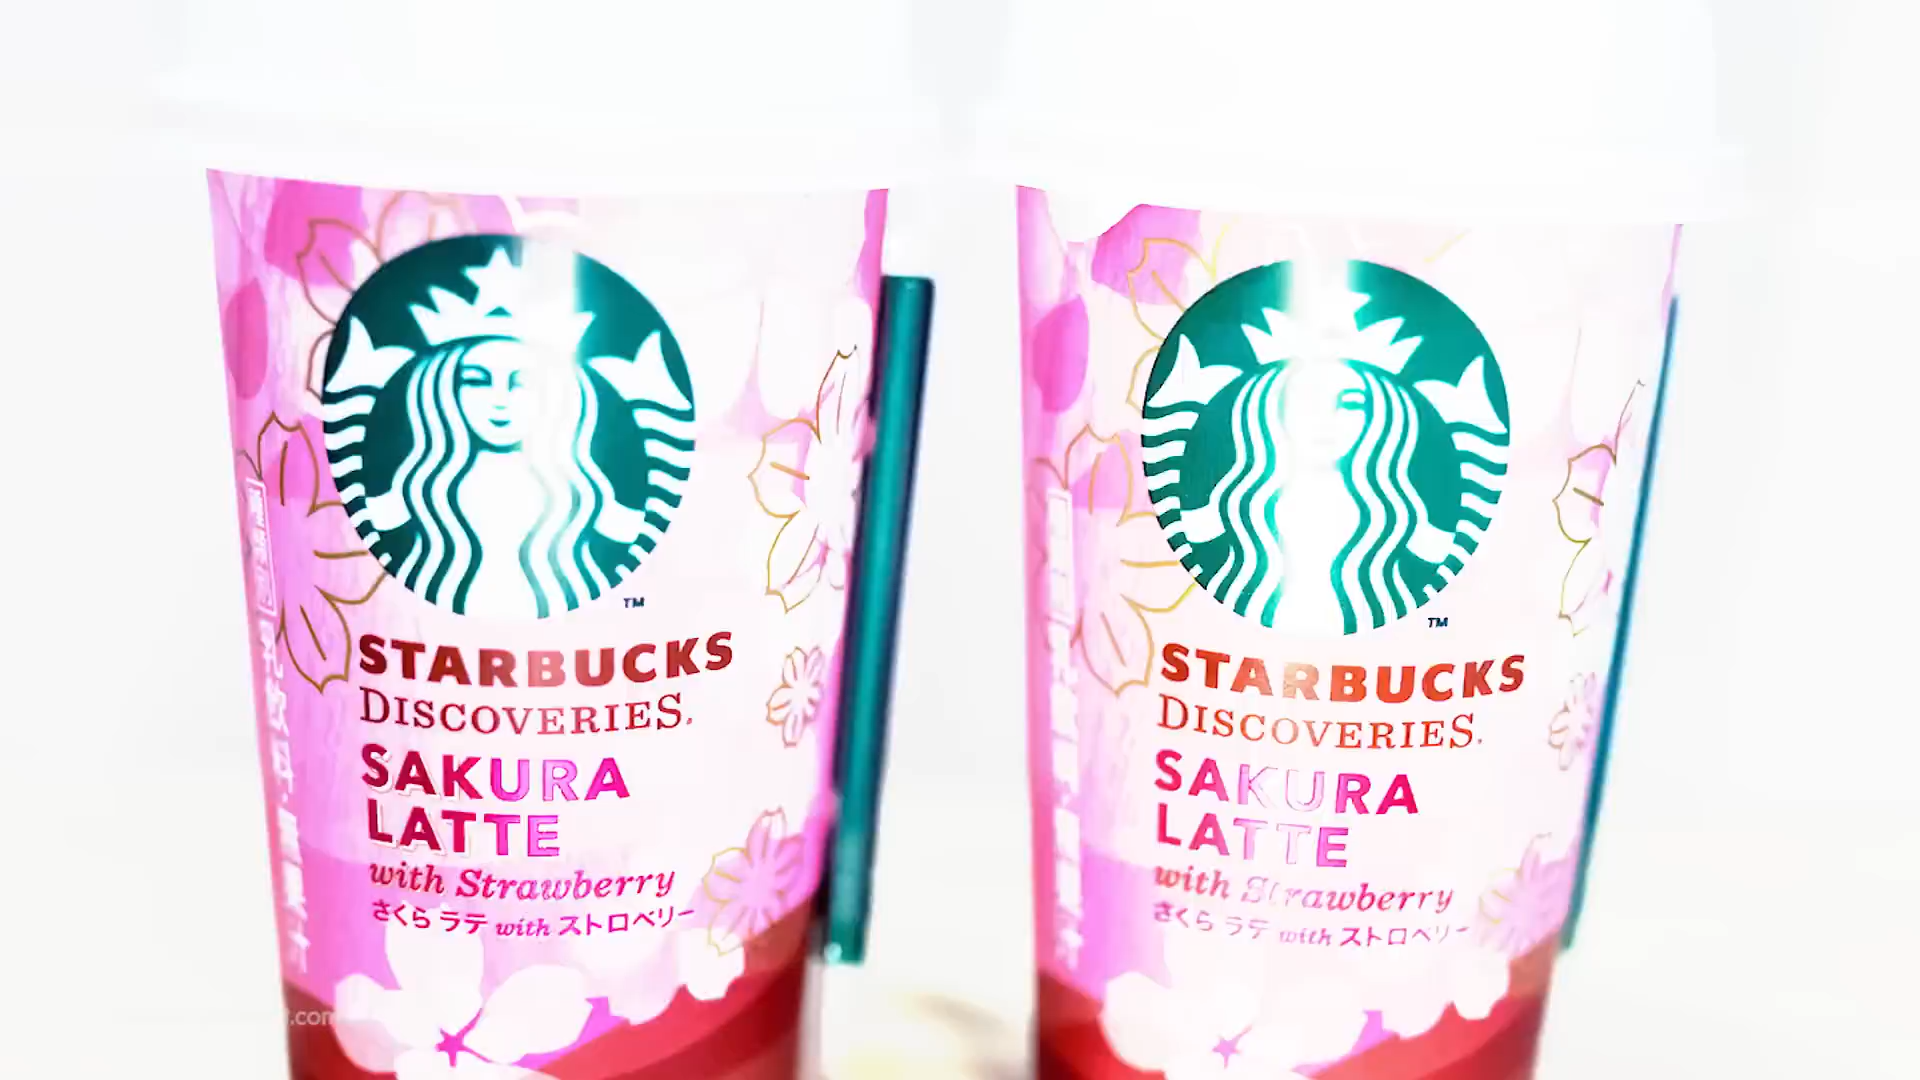 TM
STARBUCKS
DISCOVERIES.
SAKURA
LATTE
with Strawberry
さくら ラテ with ストロベリー
TM
STARBUCKS
DISCOVERIES.
SAKURA
LATTE
with Strawberry
さくら ラテ with ストロベリー